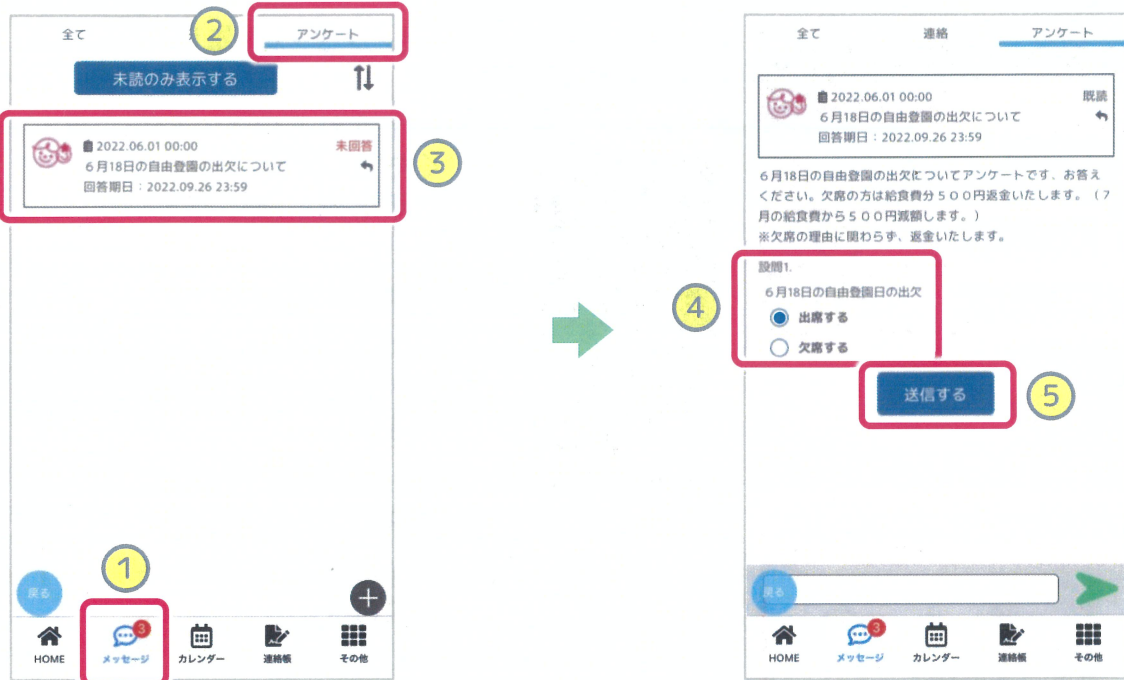 全て
②
アンケート
未読のみ表示する
2022.06.01 00:00
未回答
6月18日の自由登園の出欠について
回答期日：2022.09.26 23:59
③
①
戻る
3
HOME
メッセージ
カレンダー
連絡帳
その他
全て
連絡
アンケート
2022.06.01 00:00
既読
6月18日の自由登園の出欠について
回答期日：2022.09.26 23:59
6月18日の自由登園の出欠についてアンケートです、お答え
ください。欠席の方は給食費分５００円返金いたします。（７
月の給食費から５００円減額します。）
※欠席の理由に関わらず、返金いたします。
設問1.
6月18日の自由登園日の出欠
④
出席する
欠席する
送信する
⑤
戻る
3
HOME
メッセージ
カレンダー
連絡帳
その他